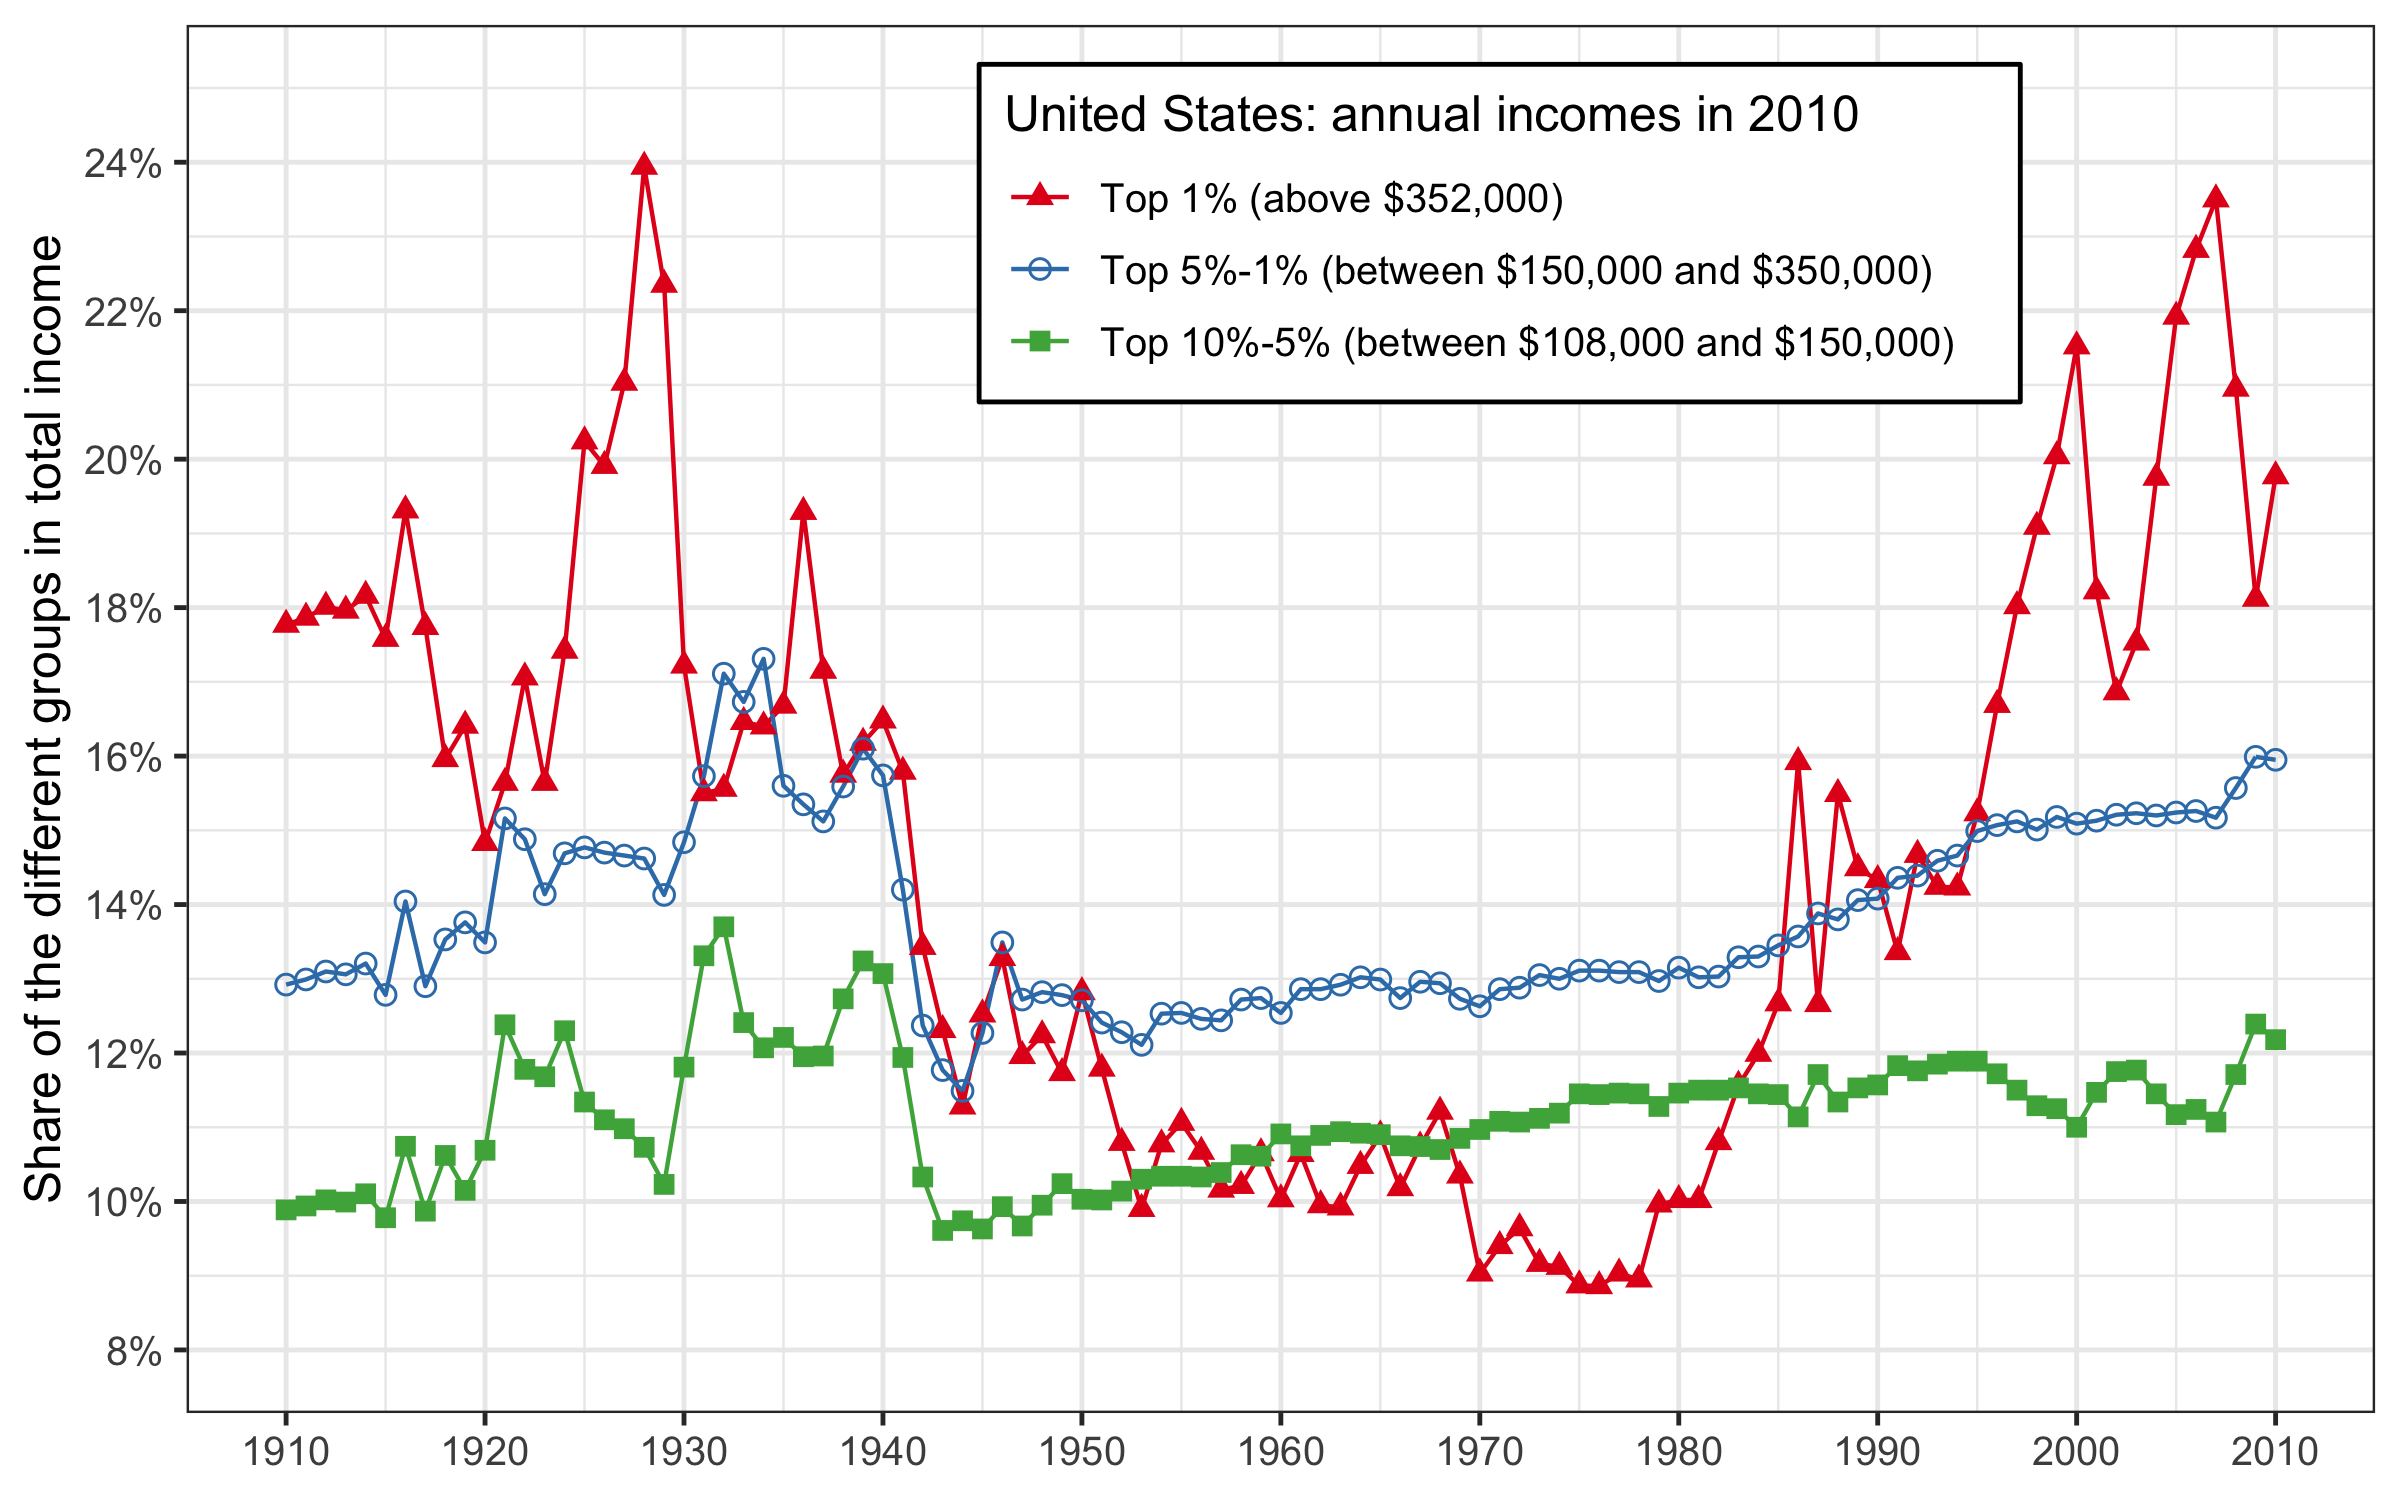 United States: annual incomes in 2010
Top 1% (above $352,000)
Top 5%-1% (between $150,000 and $350,000)
Top 10%-5% (between $108,000 and $150,000)
Share of the different groups in total income
24%
22%
20%
18%
16%
14%
12%
10%
8%
1910 1920 1930 1940 1950 1960 1970 1980 1990 2000 2010